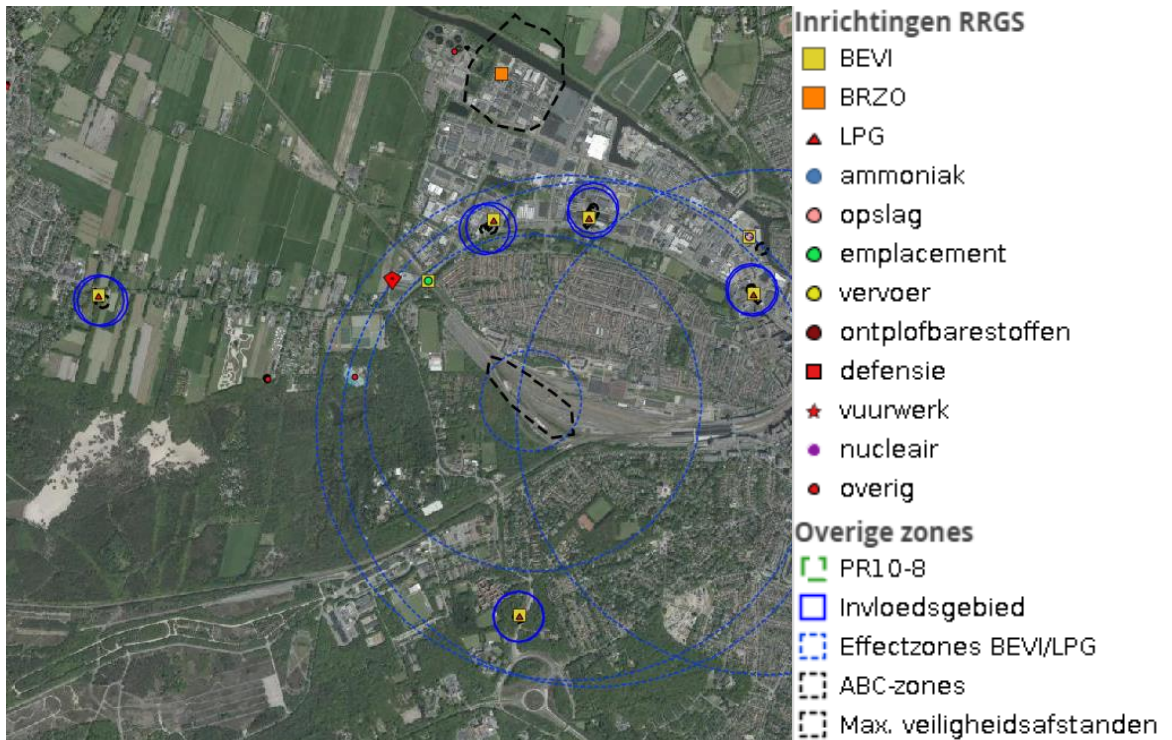 Inrichtingen RRGS
BEVI
BRZO
LPG
ammoniak
opslag
emplacement
vervoer
ontplofbarestoffen
defensie
vuurwerk
nucleair
overig
Overige zones
PR10-8
Invloedsgebied
Effectzones BEVI/LPG
ABC-zones
Max. veiligheidsafstanden